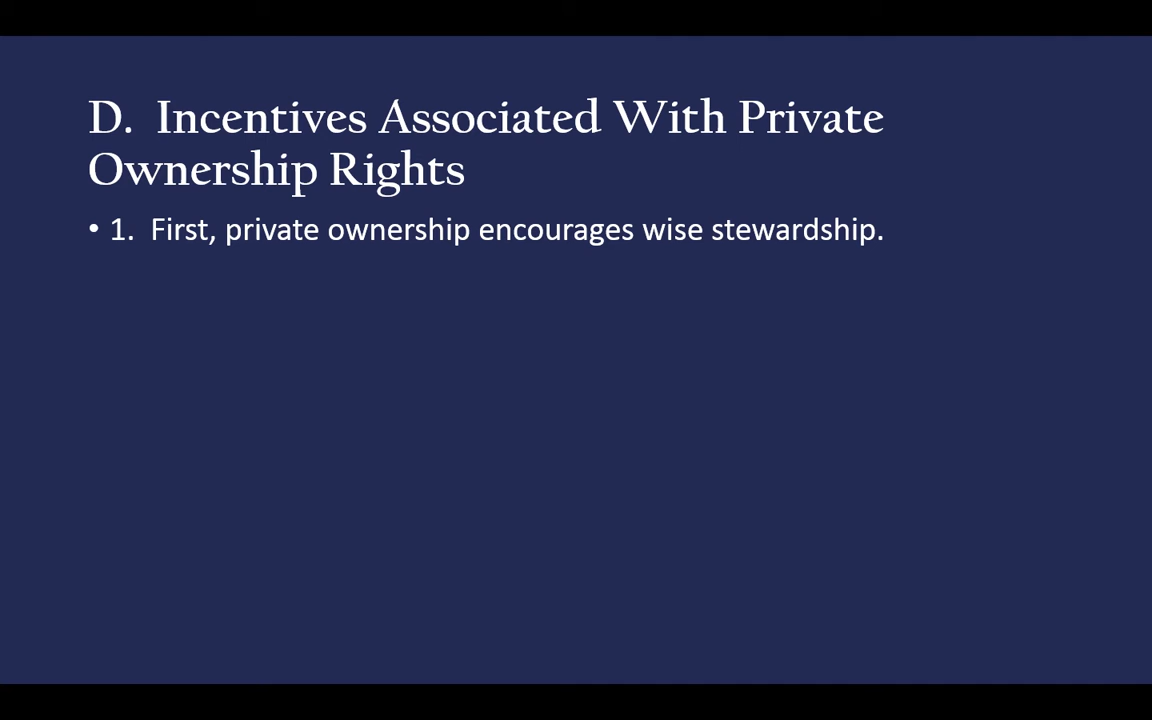 D.  Incentives Associated With Private
Ownership Rights
• 1.  First, private ownership encourages wise stewardship.